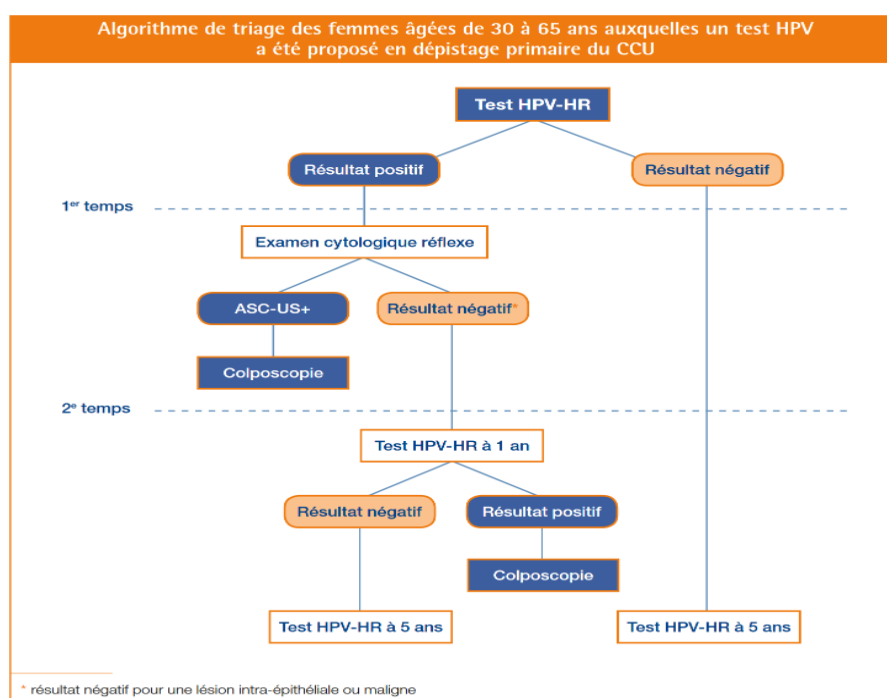 Algorithme de triage des femmes âgées de 30 à 65 ans auxquelles un test HPV
a été proposé en dépistage primaire du CCU
Test HPV-HR
Résultat positif
Résultat négatif
1er temps
Examen cytologique réflexe
ASC-US+
Résultat négatif*
Colposcopie
2e temps
Test HPV-HR à 1 an
Résultat négatif
Résultat positif
Colposcopie
Test HPV-HR à 5 ans
Test HPV-HR à 5 ans
* résultat négatif pour une lésion intra-épithéliale ou maligne